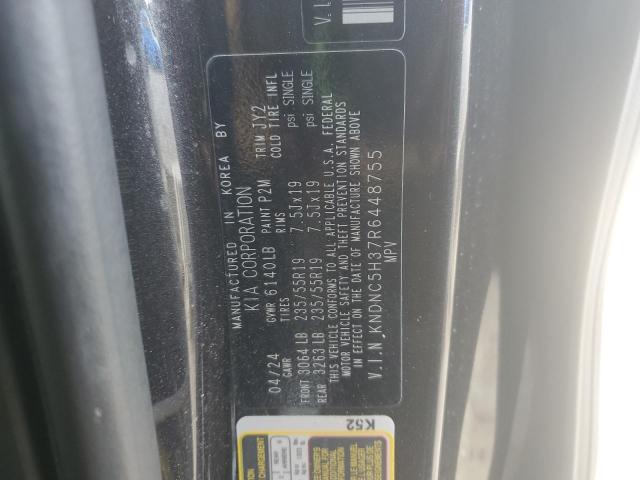 MANUFACTURED IN KOREA BY
KIA CORPORATION
04/24 GVWR 6140LB PAINT P2M TRIM JY2
GAWR TIRES RIMS COLD TIRE INFL
FRONT 3064 LB 235/55R19 7.5Jx19 psi SINGLE
REAR 3263 LB 235/55R19 7.5Jx19 psi SINGLE
THIS VEHICLE CONFORMS TO ALL APPLICABLE U.S.A. FEDERAL
MOTOR VEHICLE SAFETY AND THEFT PREVENTION STANDARDS
IN EFFECT ON THE DATE OF MANUFACTURE SHOWN ABOVE
V.I.N. KNDNC5H37R6448755
MPV
V.I.
K52